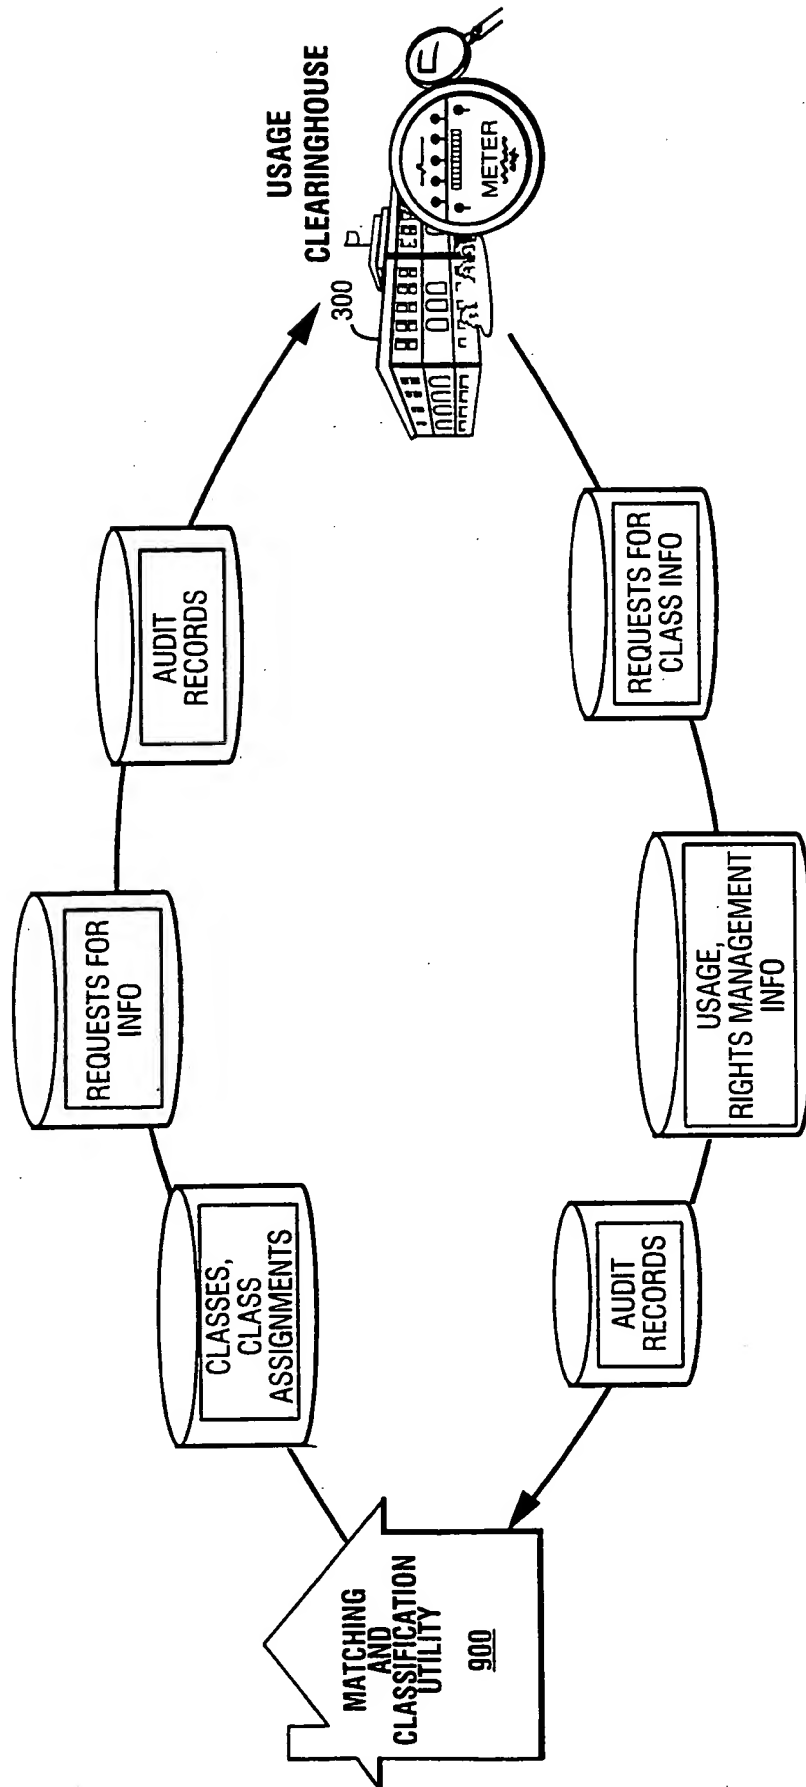 USAGE
CLEARINGHOUSE
300
METER
AUDIT
RECORDS
REQUESTS FOR
INFO
CLASSES,
CLASS
ASSIGNMENTS
MATCHING
AND
CLASSIFICATION
UTILITY
900
REQUESTS FOR
CLASS INFO
USAGE,
RIGHTS MANAGEMENT
INFO
AUDIT
RECORDS